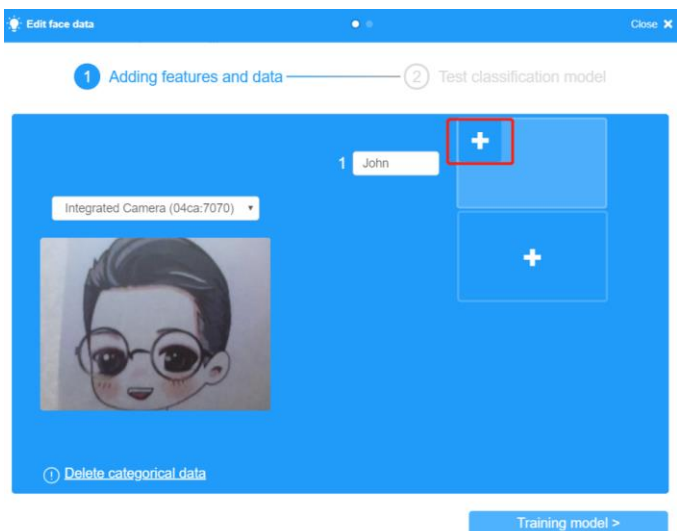 Edit face data
Close ✕
1 Adding features and data
2 Test classification model
1 John
Integrated Camera (04ca:7070)
Delete categorical data
Training model >